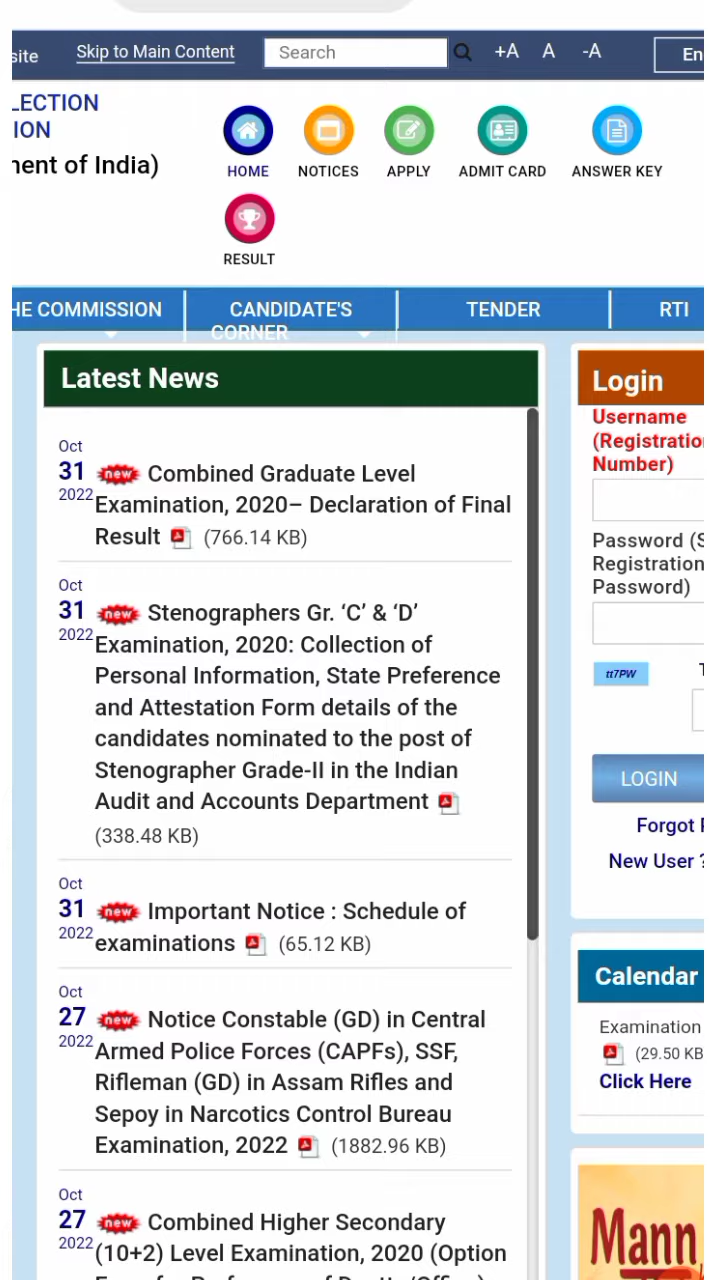 site Skip to Main Content Search +A A -A En
LECTION
ION
nent of India)
HOME NOTICES APPLY ADMIT CARD ANSWER KEY
RESULT
HE COMMISSION CANDIDATE'S CORNER TENDER RTI
Latest News
Oct
31
2022
new Combined Graduate Level
Examination, 2020– Declaration of Final
Result (766.14 KB)
Oct
31
2022
new Stenographers Gr. ‘C’ & ‘D’
Examination, 2020: Collection of
Personal Information, State Preference
and Attestation Form details of the
candidates nominated to the post of
Stenographer Grade-II in the Indian
Audit and Accounts Department
(338.48 KB)
Oct
31
2022
new Important Notice : Schedule of
examinations (65.12 KB)
Oct
27
2022
new Notice Constable (GD) in Central
Armed Police Forces (CAPFs), SSF,
Rifleman (GD) in Assam Rifles and
Sepoy in Narcotics Control Bureau
Examination, 2022 (1882.96 KB)
Oct
27
2022
new Combined Higher Secondary
(10+2) Level Examination, 2020 (Option
Login
Username
(Registratio
Number)
Password (S
Registration
Password)
tt7PW
LOGIN
Forgot P
New User ?
Calendar
Examination
(29.50 KB
Click Here
Mann